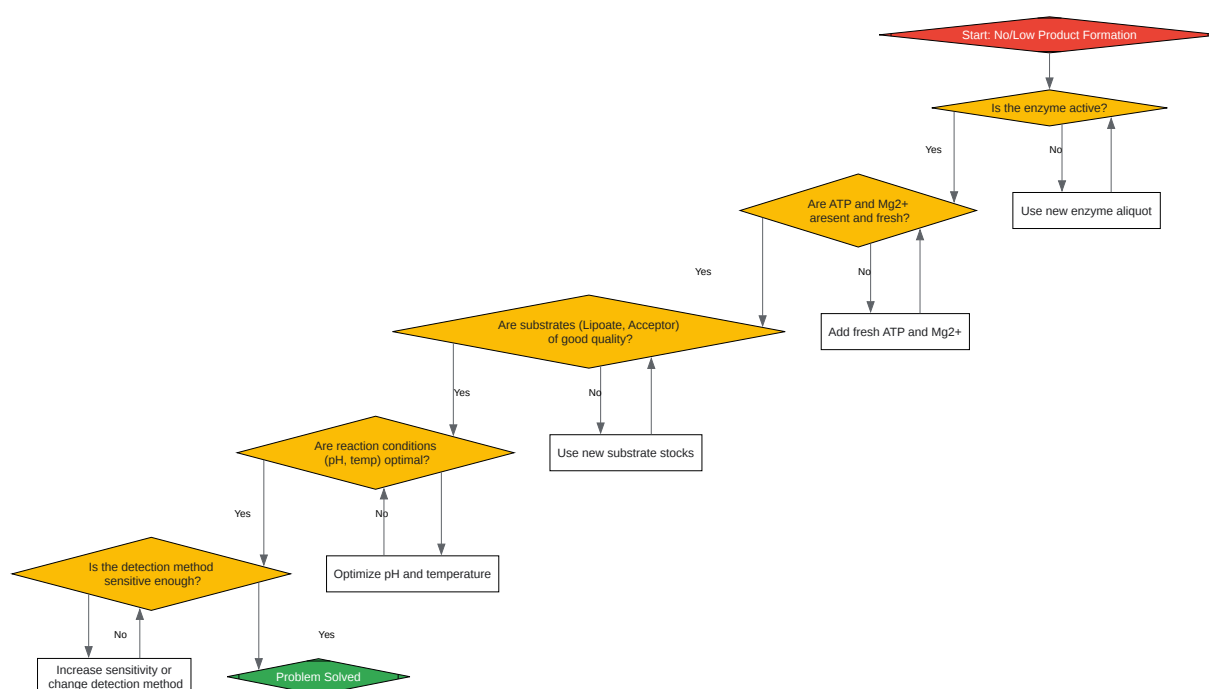 Start: No/Low Product Formation
Is the enzyme active?
Yes
No
Are ATP and Mg2+
aresent and fresh?
Use new enzyme aliquot
Yes
No
Are substrates (Lipoate, Acceptor)
of good quality?
Add fresh ATP and Mg2+
Yes
No
Are reaction conditions
(pH, temp) optimal?
Use new substrate stocks
Yes
No
Is the detection method
sensitive enough?
Optimize pH and temperature
No
Yes
Increase sensitivity or
change detection method
Problem Solved